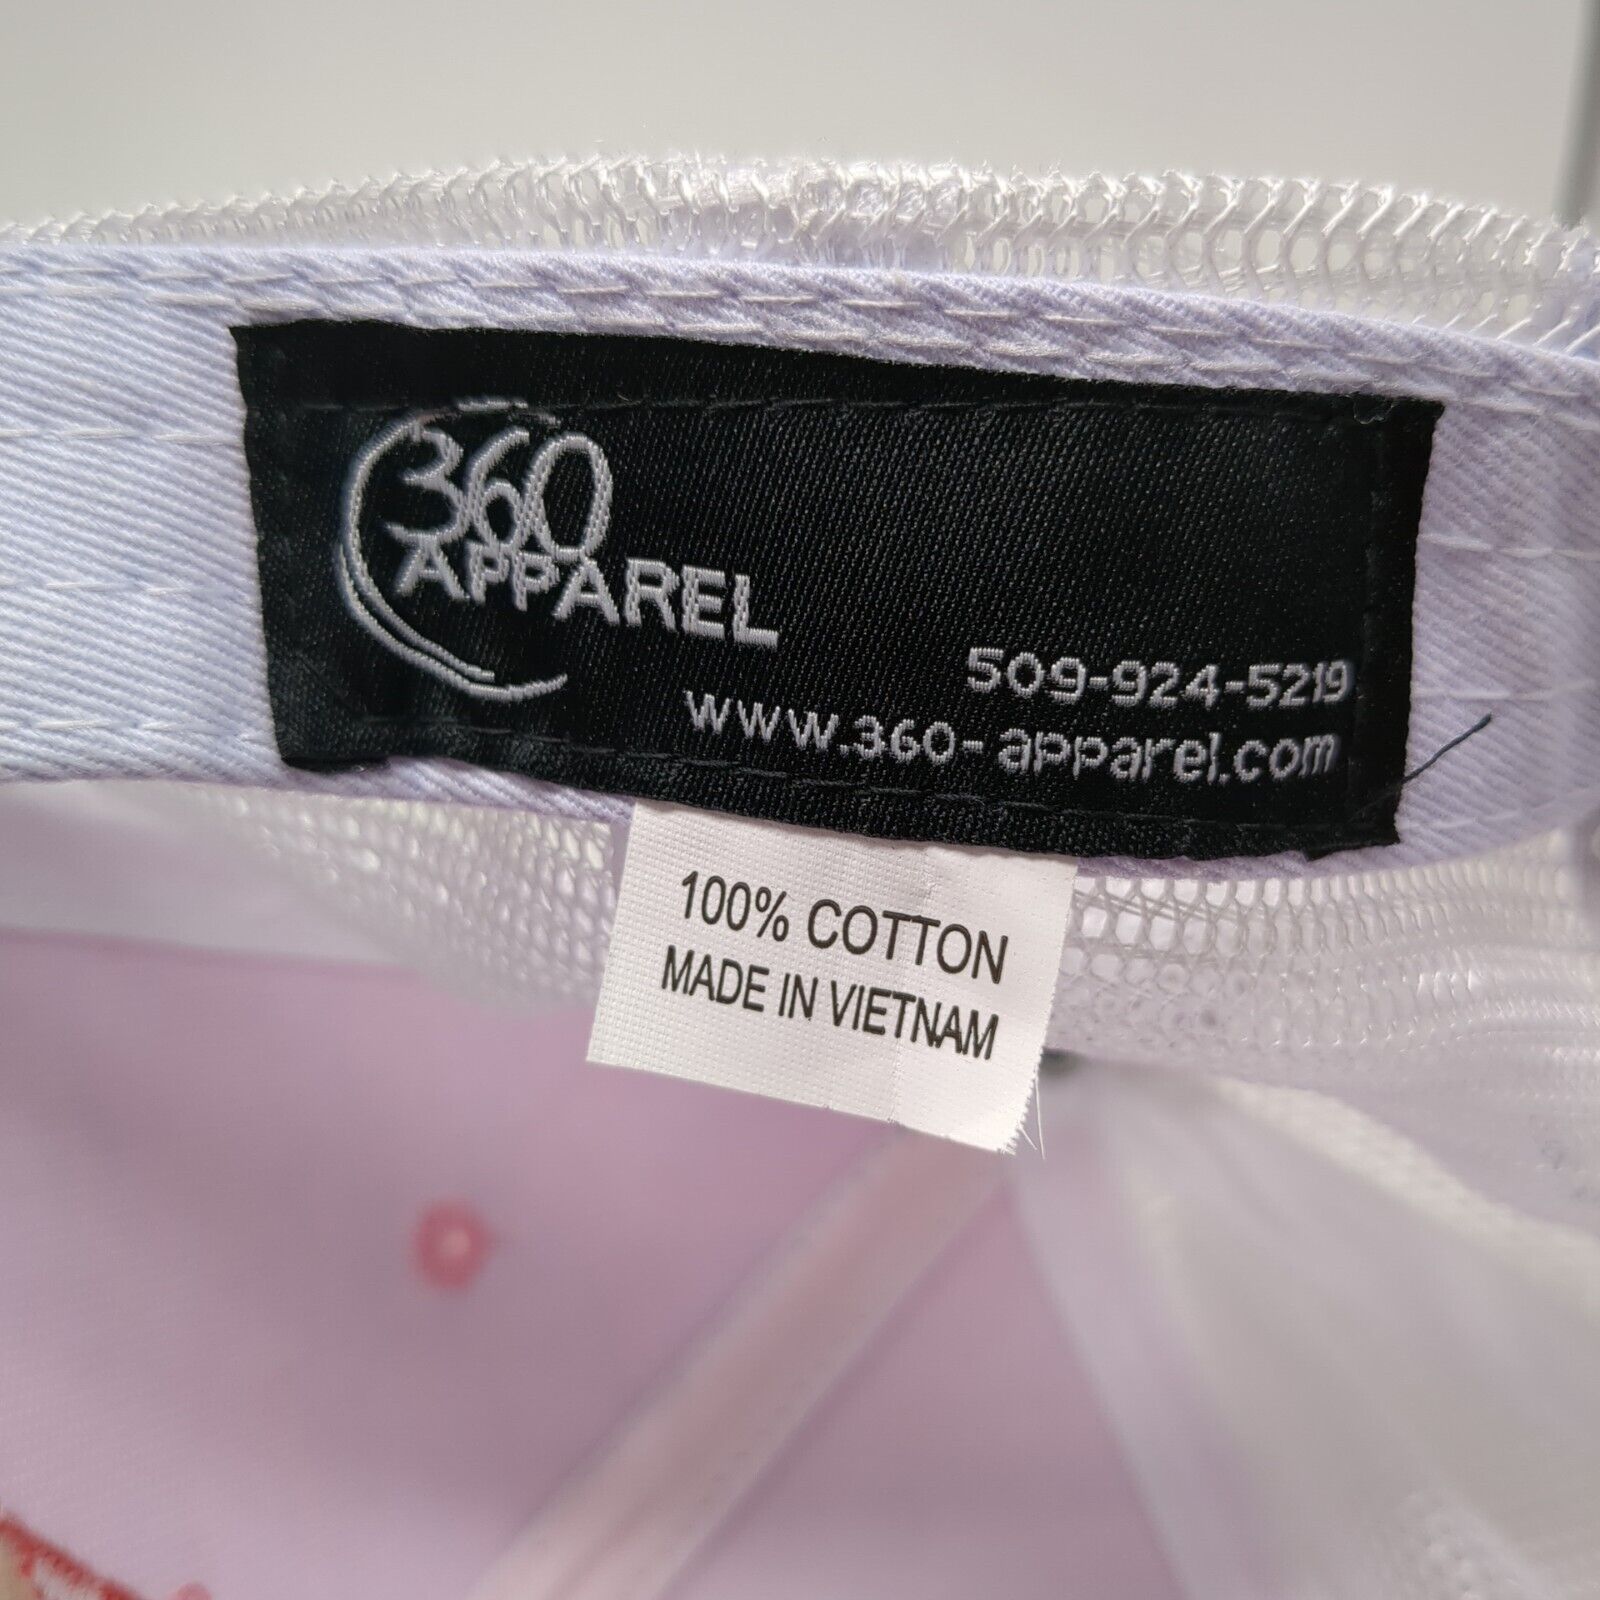 360
APPAREL
509-924-5219
www.360-apparel.com
100% COTTON
MADE IN VIETNAM